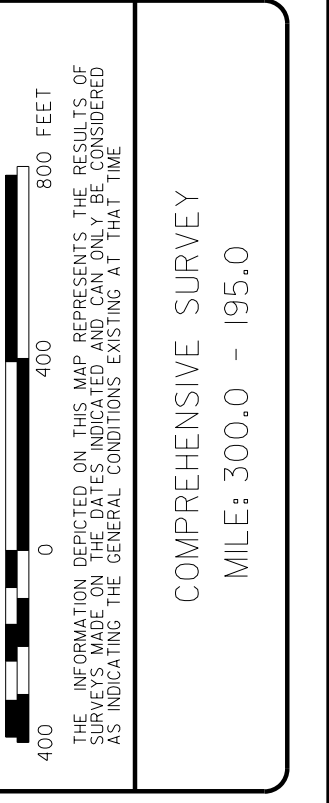 400 0 400 800 FEET
THE INFORMATION DEPICTED ON THIS MAP REPRESENTS THE RESULTS OF
SURVEYS MADE ON THE DATES INDICATED AND CAN ONLY BE CONSIDERED
AS INDICATING THE GENERAL CONDITIONS EXISTING AT THAT TIME
COMPREHENSIVE SURVEY
MILE: 300.0 - 195.0